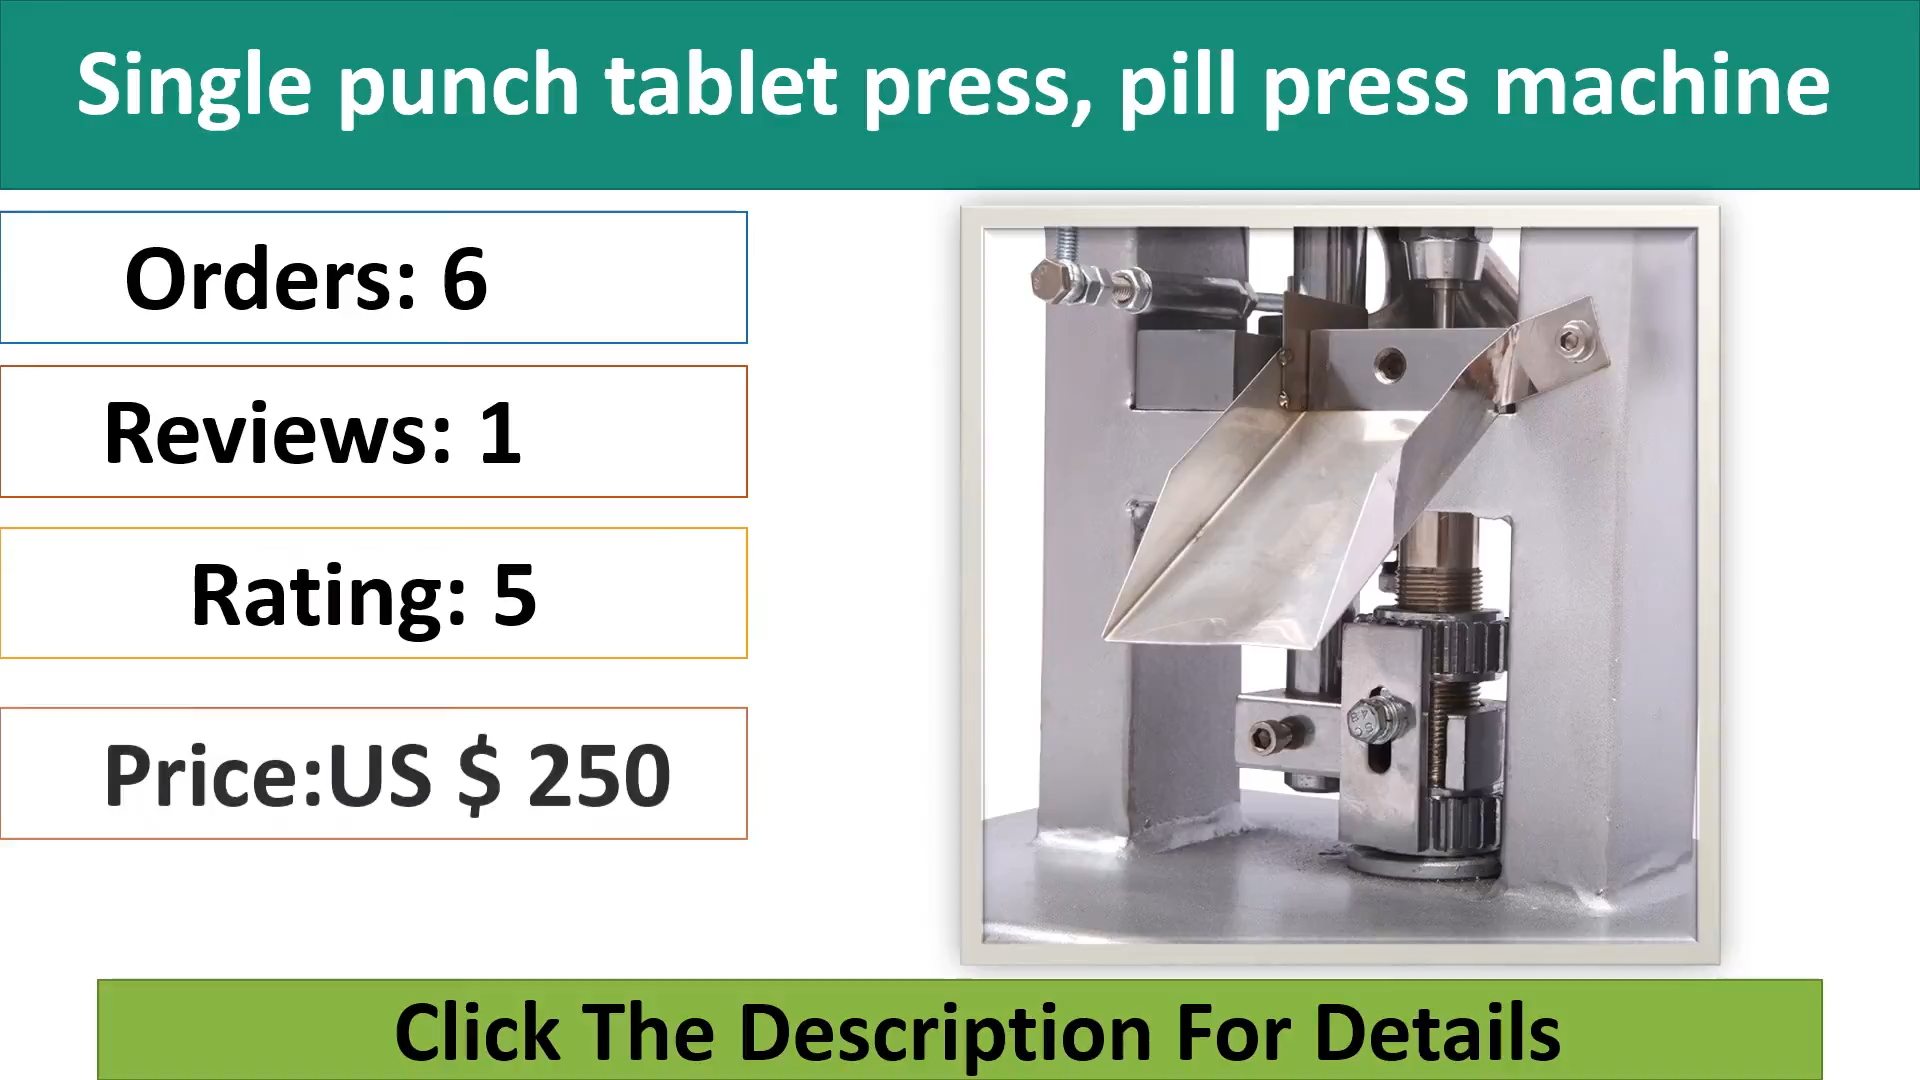 Single punch tablet press, pill press machine
Orders: 6
Reviews: 1
Rating: 5
Price:US $ 250
Click The Description For Details